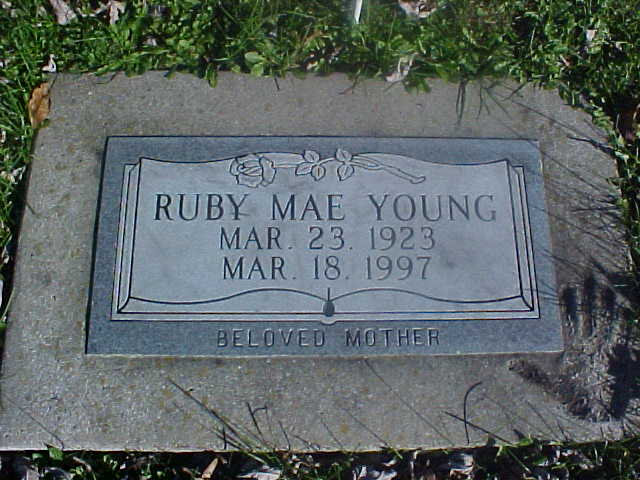 RUBY MAE YOUNG
MAR. 23. 1923
MAR. 18. 1997
BELOVED MOTHER